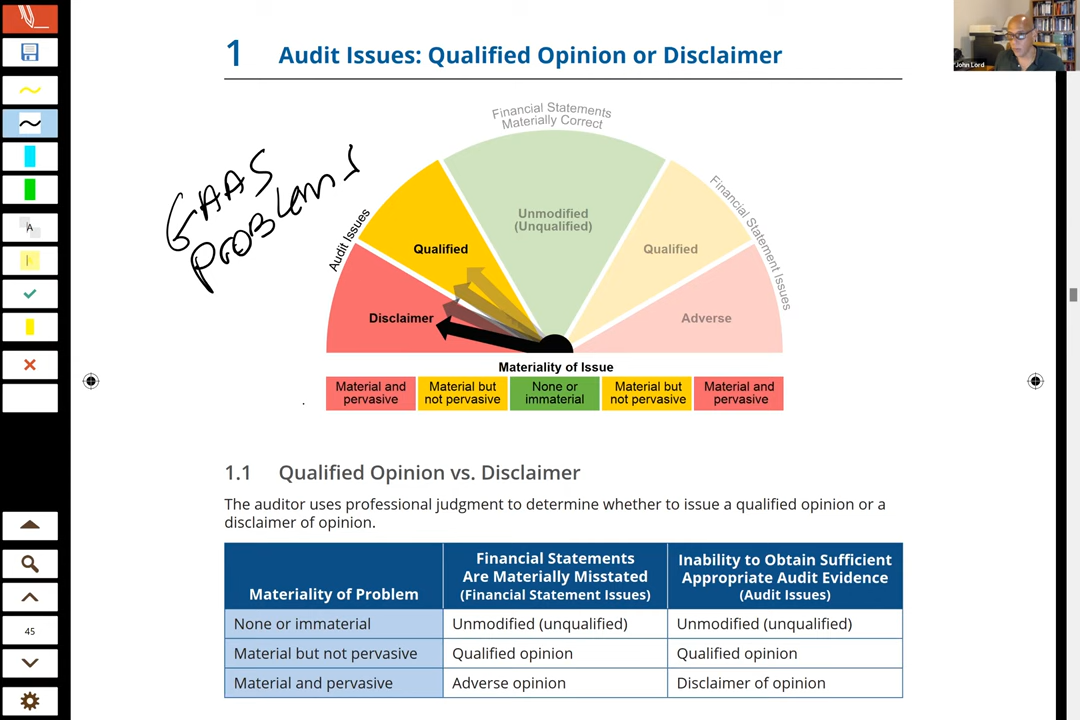 1 Audit Issues: Qualified Opinion or Disclaimer
John Lord
GAAS
PROBLEMS
Financial Statements
Materially Correct
Audit Issues
Financial Statement Issues
Unmodified
(Unqualified)
Qualified
Qualified
Disclaimer
Adverse
Materiality of Issue
Material and
pervasive
Material but
not pervasive
None or
immaterial
Material but
not pervasive
Material and
pervasive
1.1 Qualified Opinion vs. Disclaimer
The auditor uses professional judgment to determine whether to issue a qualified opinion or a
disclaimer of opinion.
Materiality of Problem
Financial Statements
Are Materially Misstated
(Financial Statement Issues)
Inability to Obtain Sufficient
Appropriate Audit Evidence
(Audit Issues)
None or immaterial Unmodified (unqualified) Unmodified (unqualified)
Material but not pervasive Qualified opinion Qualified opinion
Material and pervasive Adverse opinion Disclaimer of opinion
A
45